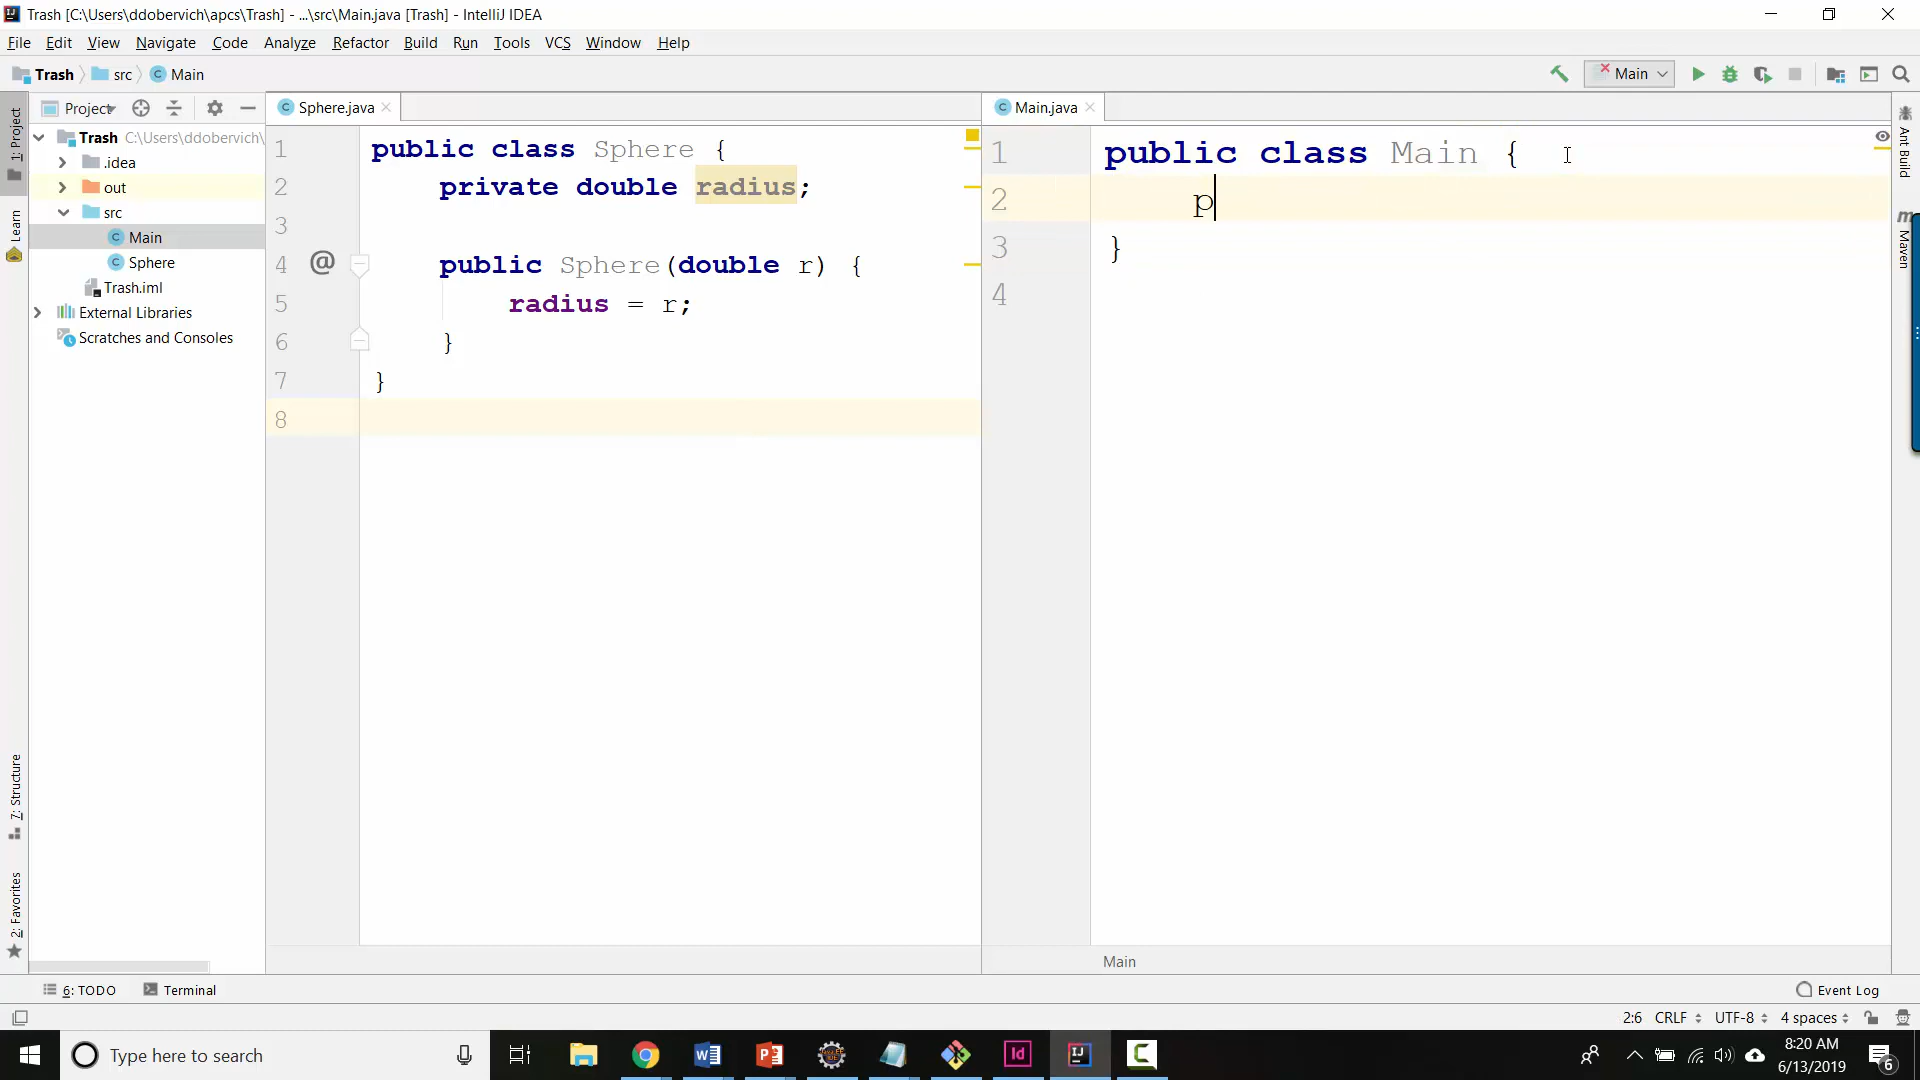 Trash [C:\Users\ddobervich\apcs\Trash] - ...\src\Main.java [Trash] - IntelliJ IDEA
File Edit View Navigate Code Analyze Refactor Build Run Tools VCS Window Help
Trash src Main
Main
1: Project
Learn
7: Structure
2: Favorites
Project
Trash C:\Users\ddobervich\
.idea
out
src
Main
Sphere
Trash.iml
External Libraries
Scratches and Consoles
Sphere.java
1 public class Sphere {
2 private double radius;
3
4 @ public Sphere(double r) {
5 radius = r;
6 }
7 }
8
Main.java
1 public class Main {
2 p
3 }
4
Main
Ant Build
Maven
6: TODO Terminal Event Log
2:6 CRLF UTF-8 4 spaces
Type here to search
8:20 AM
6/13/2019
6